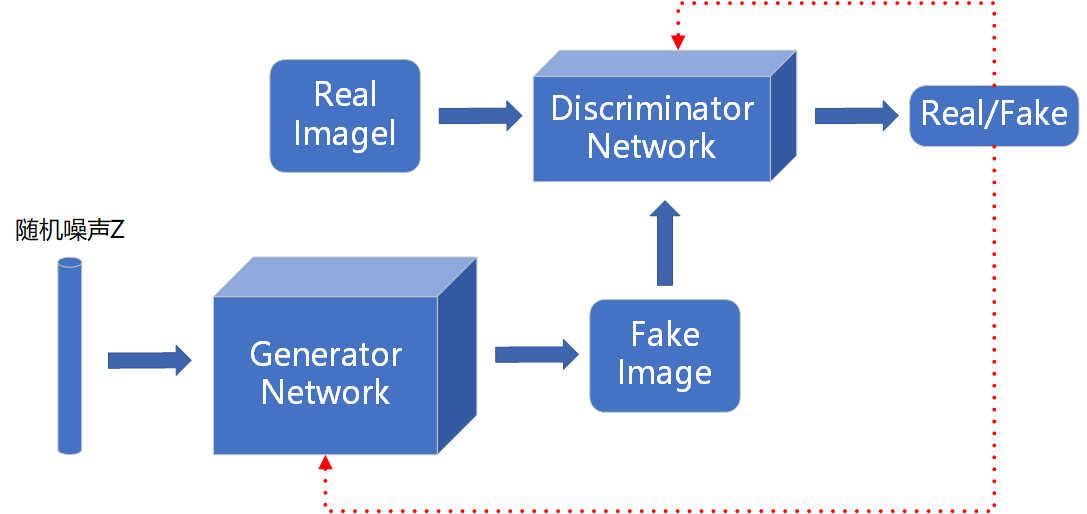 Real
Imagel
Discriminator
Network
Real/Fake
随机噪声Z
Generator
Network
Fake
Image